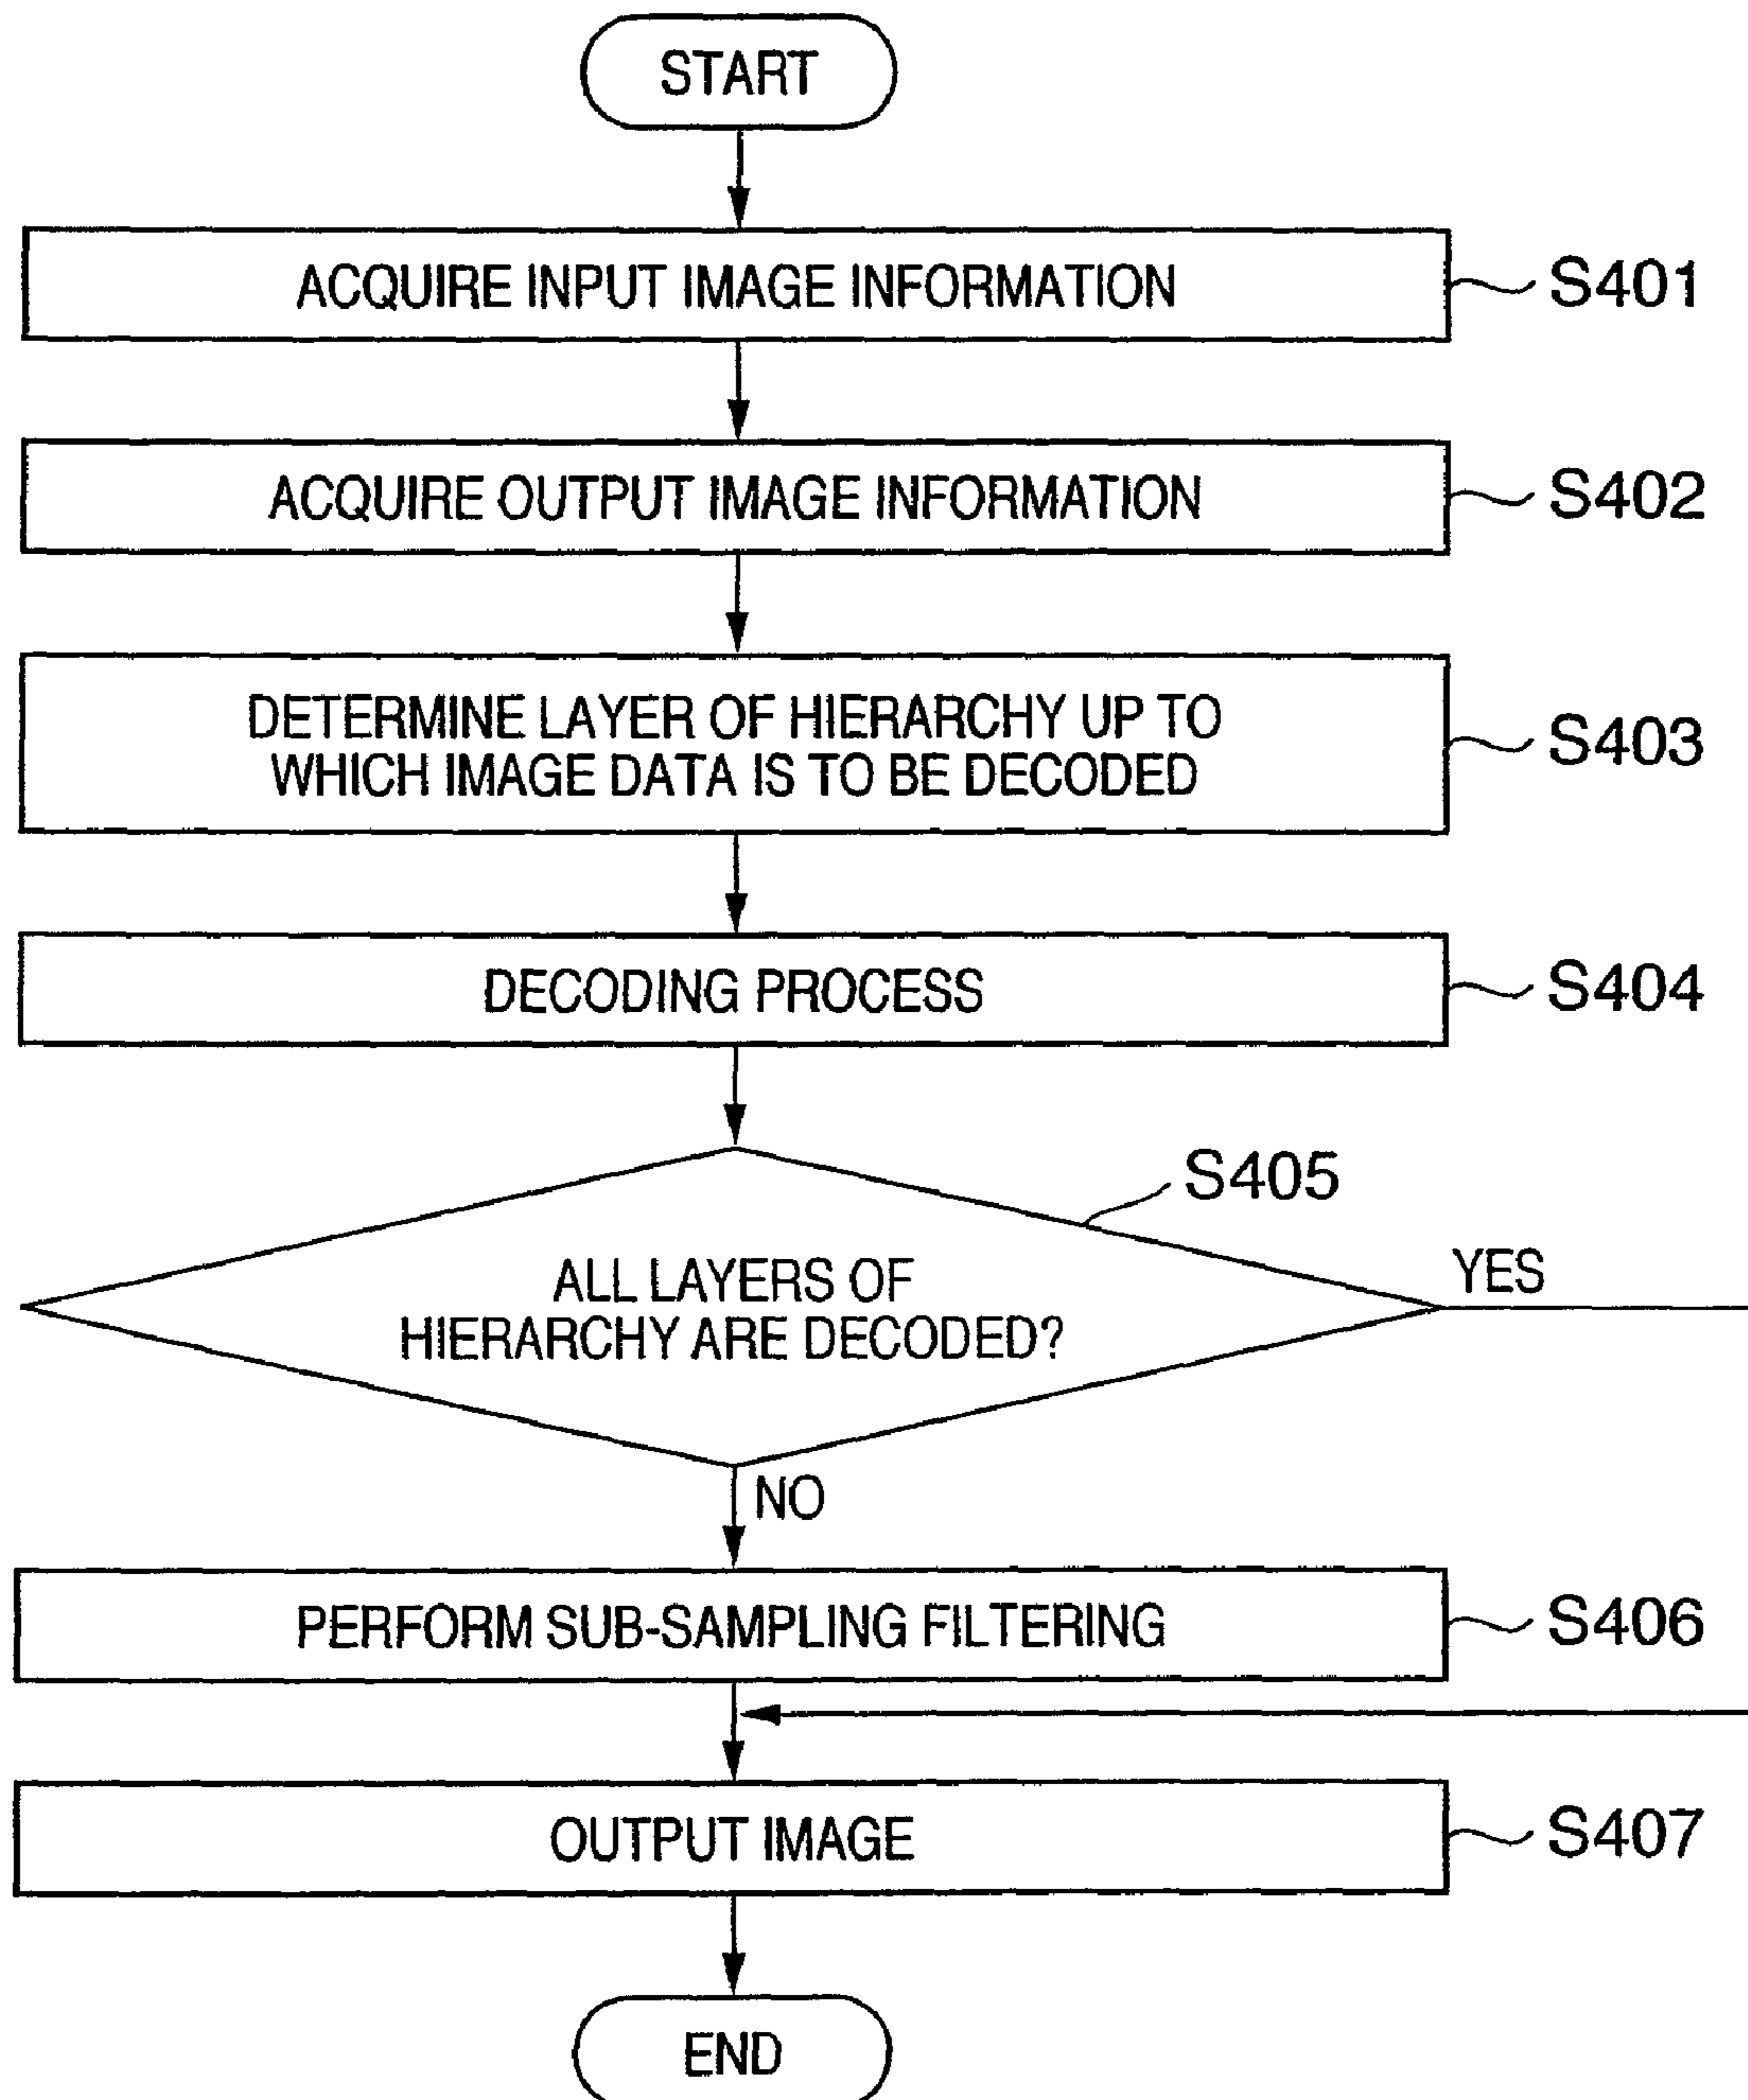 START
ACQUIRE INPUT IMAGE INFORMATION
S401
ACQUIRE OUTPUT IMAGE INFORMATION
S402
DETERMINE LAYER OF HIERARCHY UP TO
WHICH IMAGE DATA IS TO BE DECODED
S403
DECODING PROCESS
S404
S405
ALL LAYERS OF
HIERARCHY ARE DECODED?
YES
NO
PERFORM SUB-SAMPLING FILTERING
S406
OUTPUT IMAGE
S407
END